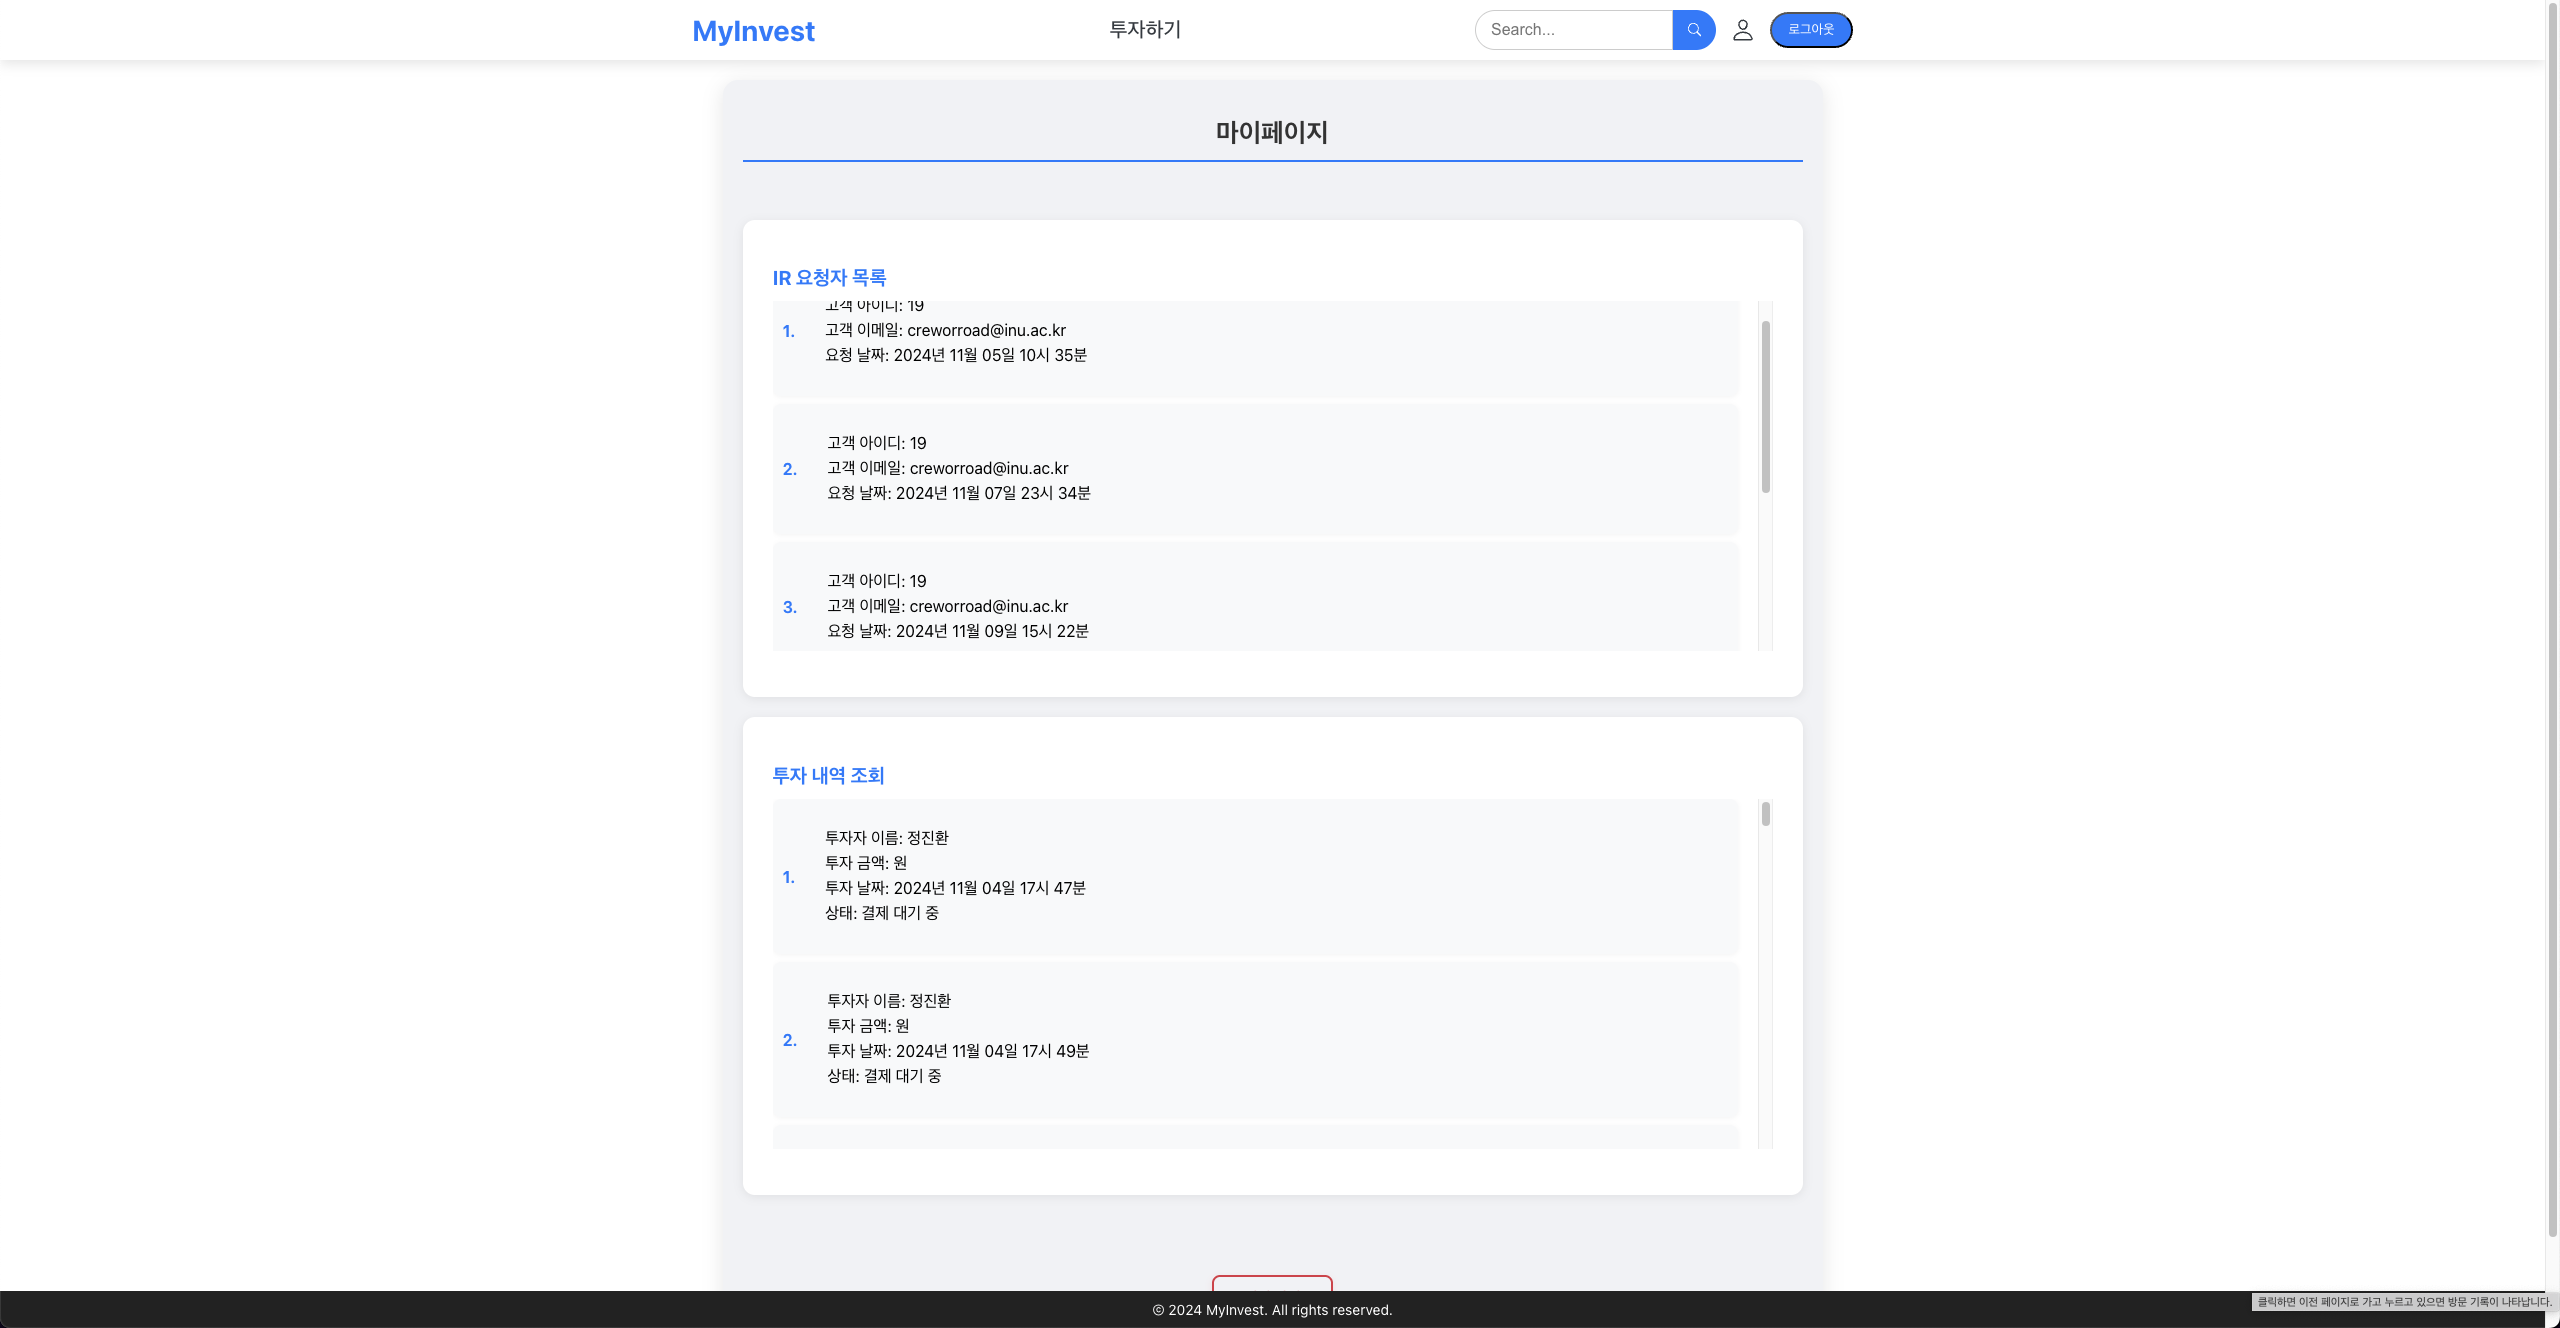 MyInvest
투자하기
Search...
로그아웃
마이페이지
IR 요청자 목록
고객 아이디: 19
1.
고객 이메일: creworroad@inu.ac.kr
요청 날짜: 2024년 11월 05일 10시 35분
고객 아이디: 19
2.
고객 이메일: creworroad@inu.ac.kr
요청 날짜: 2024년 11월 07일 23시 34분
고객 아이디: 19
3.
고객 이메일: creworroad@inu.ac.kr
요청 날짜: 2024년 11월 09일 15시 22분
투자 내역 조회
투자자 이름: 정진환
투자 금액: 원
1.
투자 날짜: 2024년 11월 04일 17시 47분
상태: 결제 대기 중
투자자 이름: 정진환
투자 금액: 원
2.
투자 날짜: 2024년 11월 04일 17시 49분
상태: 결제 대기 중
© 2024 MyInvest. All rights reserved.
클릭하면 이전 페이지로 가고 누르고 있으면 방문 기록이 나타납니다.